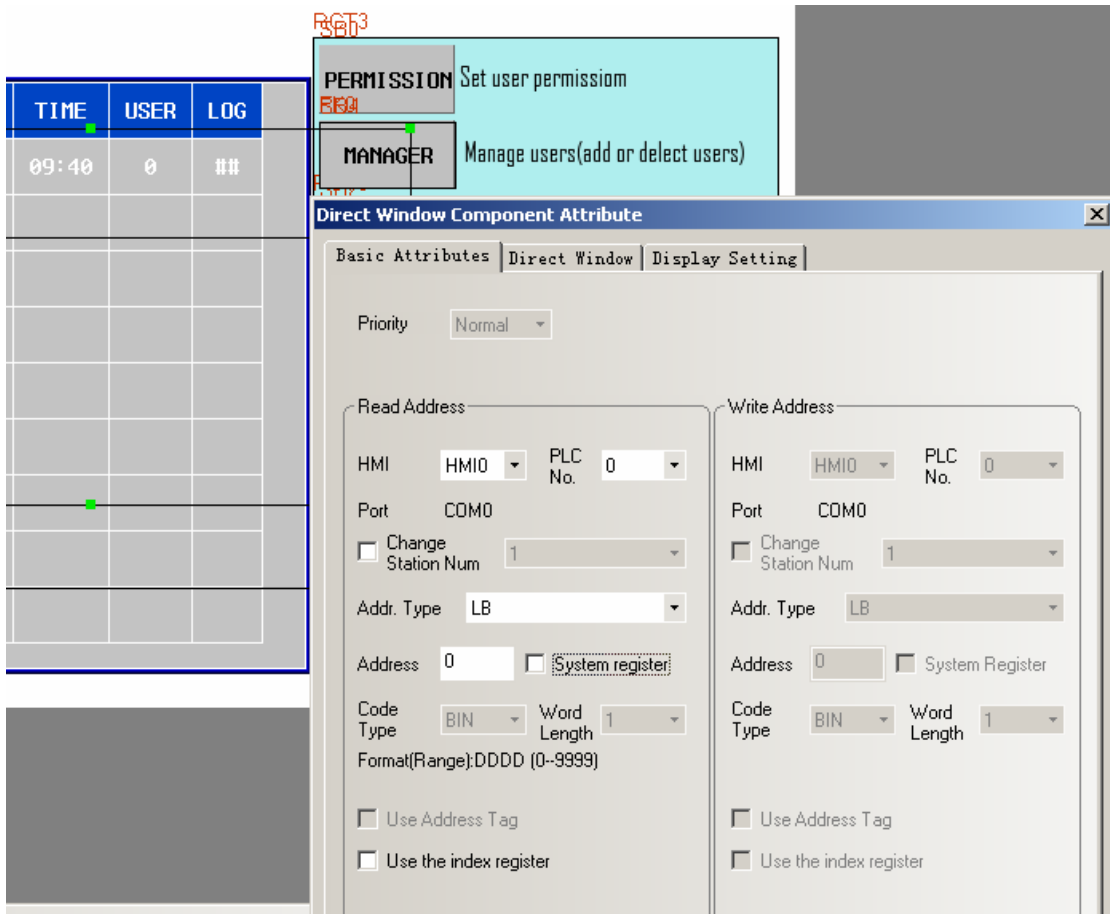 PERMISSION Set user permissiom
TIME USER LOG
MANAGER Manage users(add or delect users)
09:40 0 ##
Direct Window Component Attribute
Basic Attributes Direct Window Display Setting
Priority Normal
Read Address Write Address
HMI HMI0 PLC No. 0 HMI HMI0 PLC No. 0
Port COM0 Port COM0
Change Station Num 1 Change Station Num 1
Addr. Type LB Addr. Type LB
Address 0 System register Address 0 System Register
Code Type BIN Word Length 1 Code Type BIN Word Length 1
Format(Range):DDDD (0--9999)
Use Address Tag Use Address Tag
Use the index register Use the index register